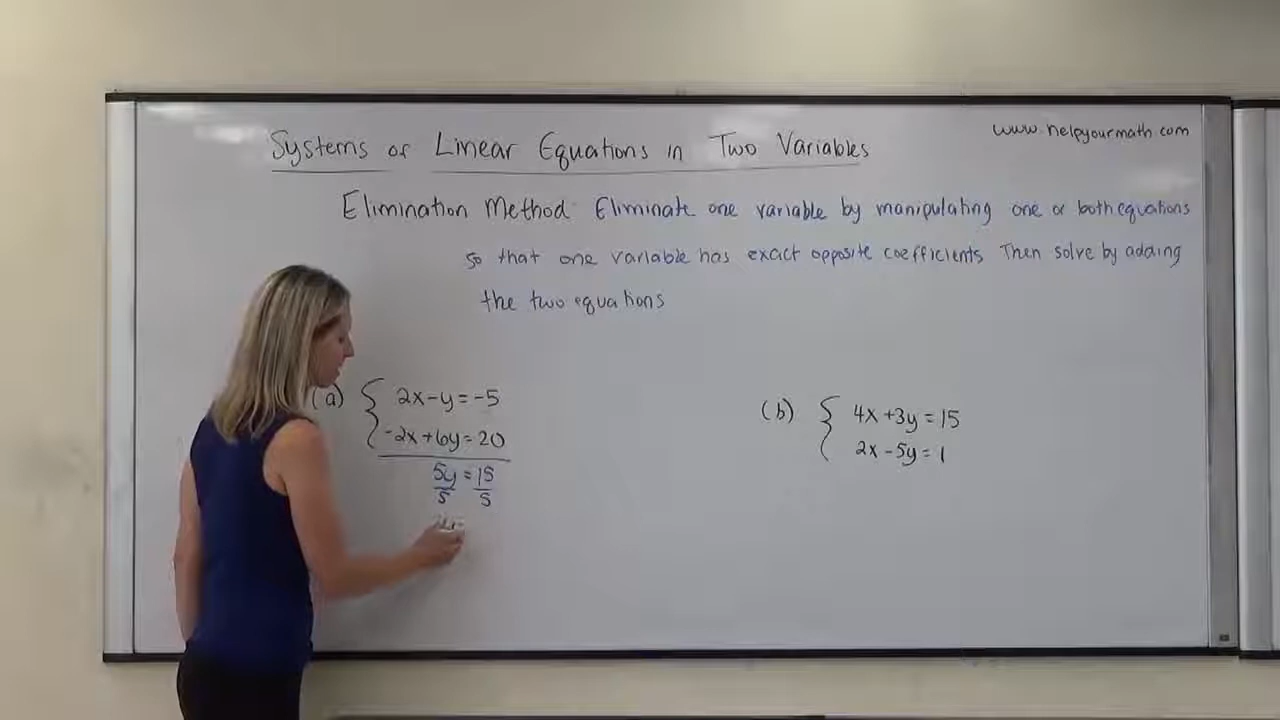 Systems of Linear Equations in Two Variables
www.helpyourmath.com
Elimination Method: Eliminate one variable by manipulating one or both equations
so that one variable has exact opposite coefficients Then solve by adding
the two equations
(a) { 2x-y=-5
-2x+6y=20
5y = 15
5 5
(b) { 4x+3y=15
2x-5y=1